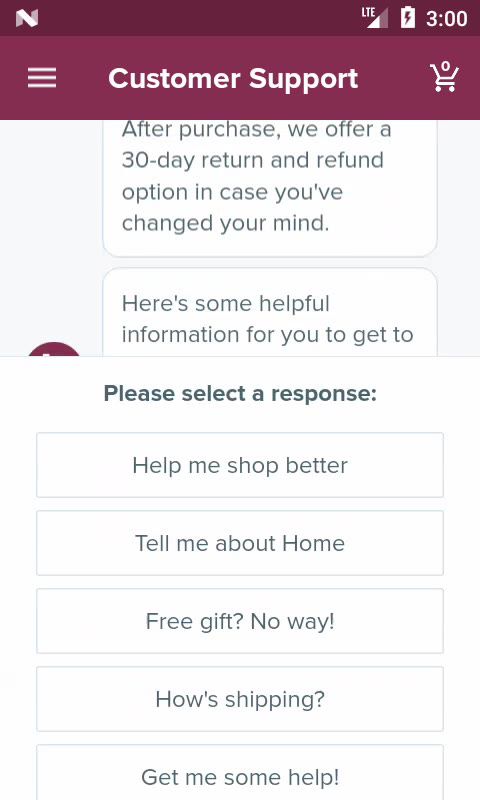 LTE
3:00
Customer Support
0
After purchase, we offer a
30-day return and refund
option in case you've
changed your mind.
Here's some helpful
information for you to get to
Please select a response:
Help me shop better
Tell me about Home
Free gift? No way!
How's shipping?
Get me some help!